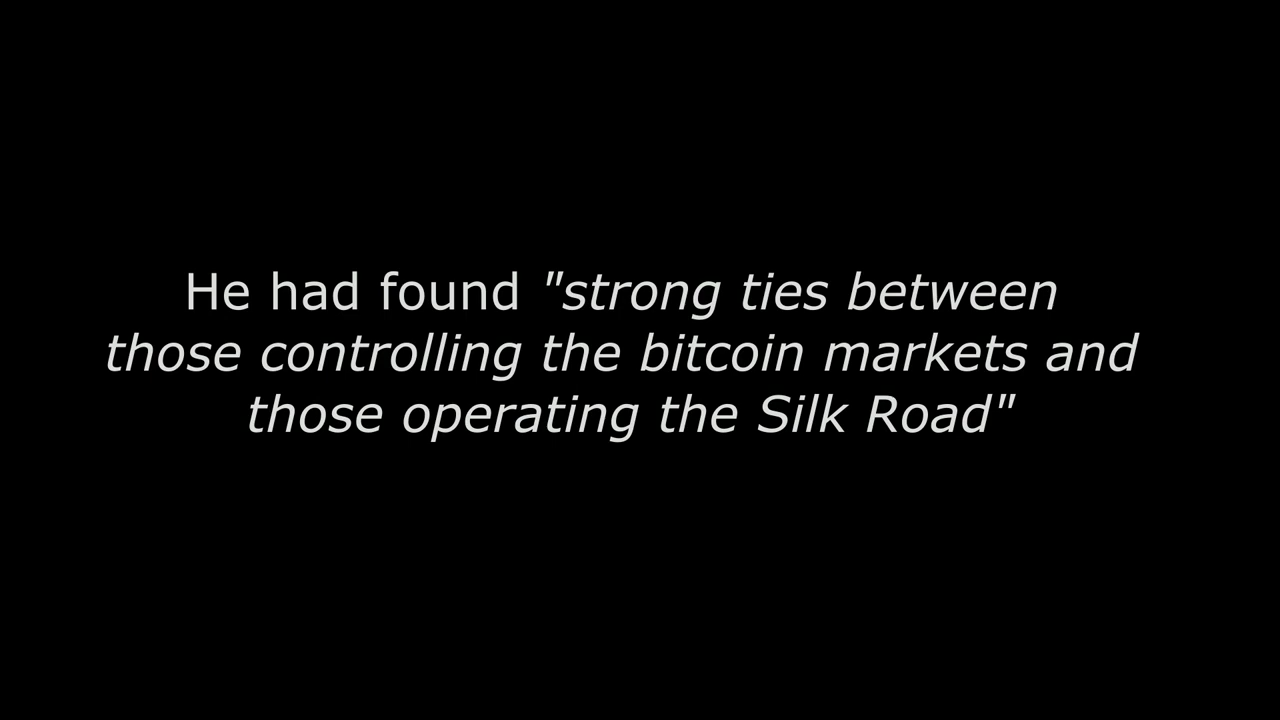 He had found "strong ties between
those controlling the bitcoin markets and
those operating the Silk Road"